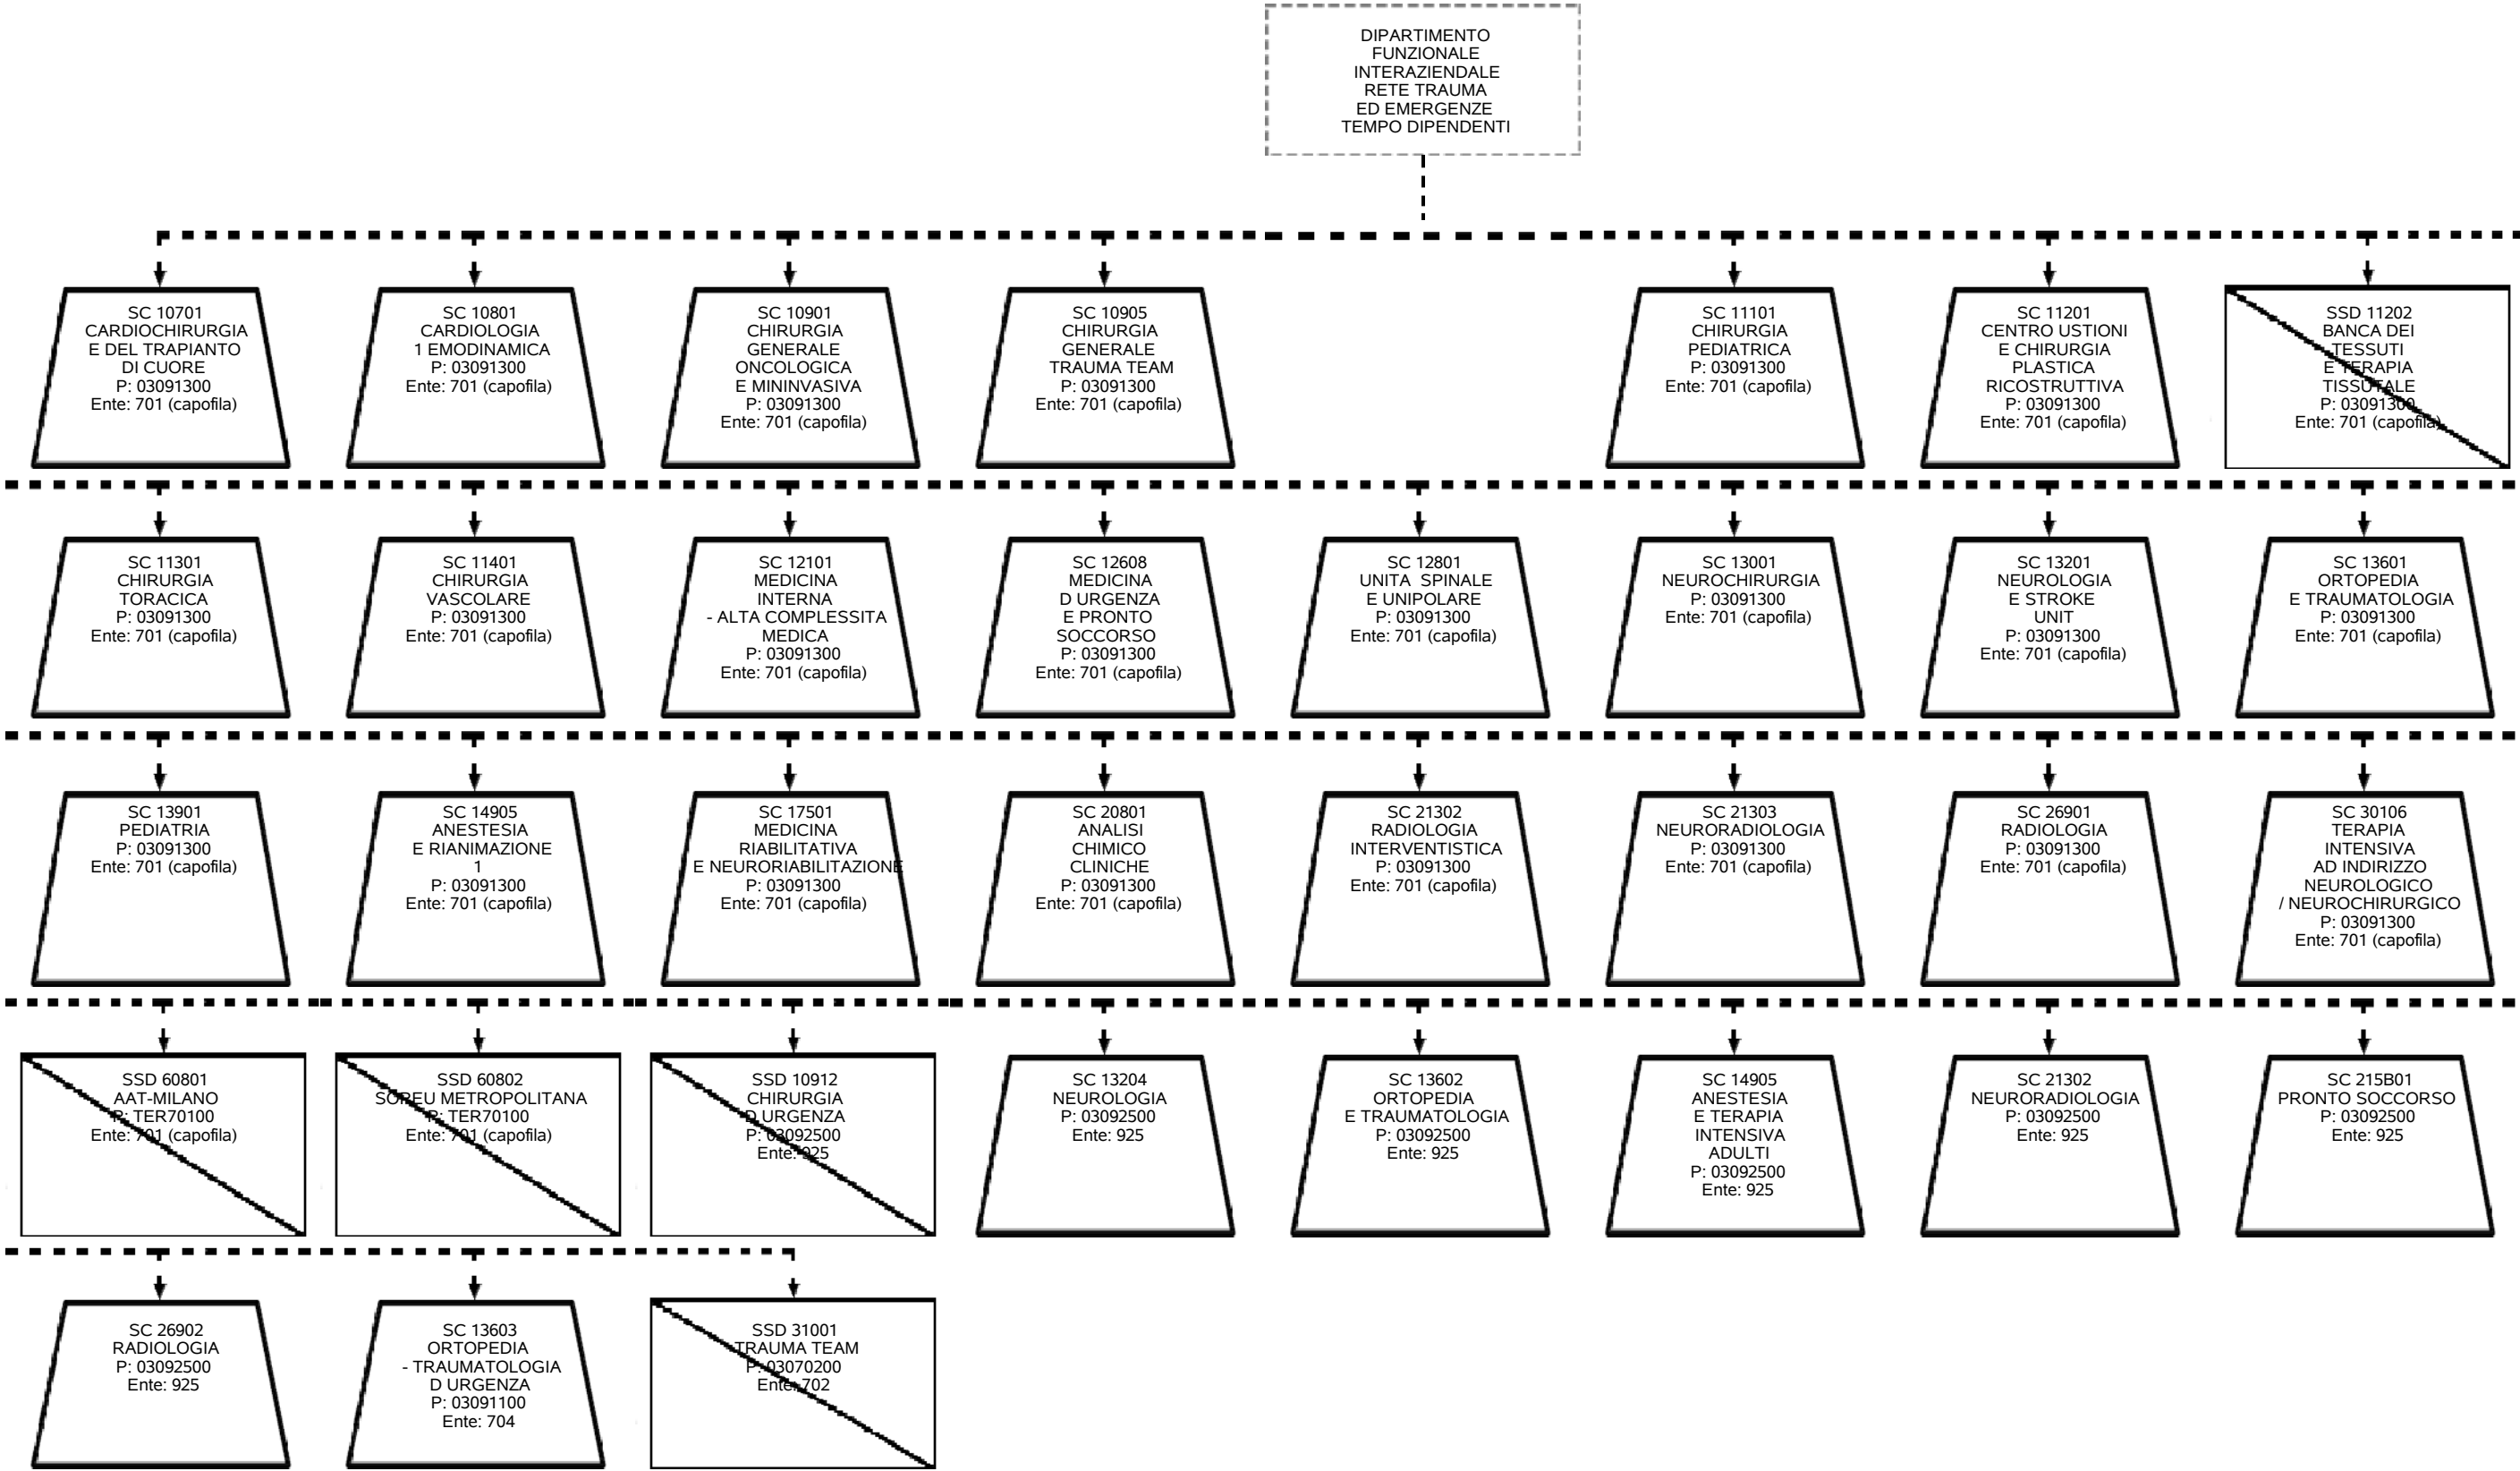 DIPARTIMENTO
FUNZIONALE
INTERAZIENDALE
RETE TRAUMA
ED EMERGENZE
TEMPO DIPENDENTI
SC 10701
CARDIOCHIRURGIA
E DEL TRAPIANTO
DI CUORE
P: 03091300
Ente: 701 (capofila)
SC 10801
CARDIOLOGIA
1 EMODINAMICA
P: 03091300
Ente: 701 (capofila)
SC 10901
CHIRURGIA
GENERALE
ONCOLOGICA
E MININVASIVA
P: 03091300
Ente: 701 (capofila)
SC 10905
CHIRURGIA
GENERALE
TRAUMA TEAM
P: 03091300
Ente: 701 (capofila)
SC 11101
CHIRURGIA
PEDIATRICA
P: 03091300
Ente: 701 (capofila)
SC 11201
CENTRO USTIONI
E CHIRURGIA
PLASTICA
RICOSTRUTTIVA
P: 03091300
Ente: 701 (capofila)
SSD 11202
BANCA DEI
TESSUTI
E TERAPIA
TISSUTALE
P: 03091300
Ente: 701 (capofila)
SC 11301
CHIRURGIA
TORACICA
P: 03091300
Ente: 701 (capofila)
SC 11401
CHIRURGIA
VASCOLARE
P: 03091300
Ente: 701 (capofila)
SC 12101
MEDICINA
INTERNA
- ALTA COMPLESSITA
MEDICA
P: 03091300
Ente: 701 (capofila)
SC 12608
MEDICINA
D URGENZA
E PRONTO
SOCCORSO
P: 03091300
Ente: 701 (capofila)
SC 12801
UNITA  SPINALE
E UNIPOLARE
P: 03091300
Ente: 701 (capofila)
SC 13001
NEUROCHIRURGIA
P: 03091300
Ente: 701 (capofila)
SC 13201
NEUROLOGIA
E STROKE
UNIT
P: 03091300
Ente: 701 (capofila)
SC 13601
ORTOPEDIA
E TRAUMATOLOGIA
P: 03091300
Ente: 701 (capofila)
SC 13901
PEDIATRIA
P: 03091300
Ente: 701 (capofila)
SC 14905
ANESTESIA
E RIANIMAZIONE
1
P: 03091300
Ente: 701 (capofila)
SC 17501
MEDICINA
RIABILITATIVA
E NEURORIABILITAZIONE
P: 03091300
Ente: 701 (capofila)
SC 20801
ANALISI
CHIMICO
CLINICHE
P: 03091300
Ente: 701 (capofila)
SC 21302
RADIOLOGIA
INTERVENTISTICA
P: 03091300
Ente: 701 (capofila)
SC 21303
NEURORADIOLOGIA
P: 03091300
Ente: 701 (capofila)
SC 26901
RADIOLOGIA
P: 03091300
Ente: 701 (capofila)
SC 30106
TERAPIA
INTENSIVA
AD INDIRIZZO
NEUROLOGICO
/ NEUROCHIRURGICO
P: 03091300
Ente: 701 (capofila)
SSD 60801
AAT-MILANO
P: TER70100
Ente: 701 (capofila)
SSD 60802
SOREU METROPOLITANA
P: TER70100
Ente: 701 (capofila)
SSD 10912
CHIRURGIA
D URGENZA
P: 03092500
Ente: 925
SC 13204
NEUROLOGIA
P: 03092500
Ente: 925
SC 13602
ORTOPEDIA
E TRAUMATOLOGIA
P: 03092500
Ente: 925
SC 14905
ANESTESIA
E TERAPIA
INTENSIVA
ADULTI
P: 03092500
Ente: 925
SC 21302
NEURORADIOLOGIA
P: 03092500
Ente: 925
SC 215B01
PRONTO SOCCORSO
P: 03092500
Ente: 925
SC 26902
RADIOLOGIA
P: 03092500
Ente: 925
SC 13603
ORTOPEDIA
- TRAUMATOLOGIA
D URGENZA
P: 03091100
Ente: 704
SSD 31001
TRAUMA TEAM
P: 03070200
Ente: 702